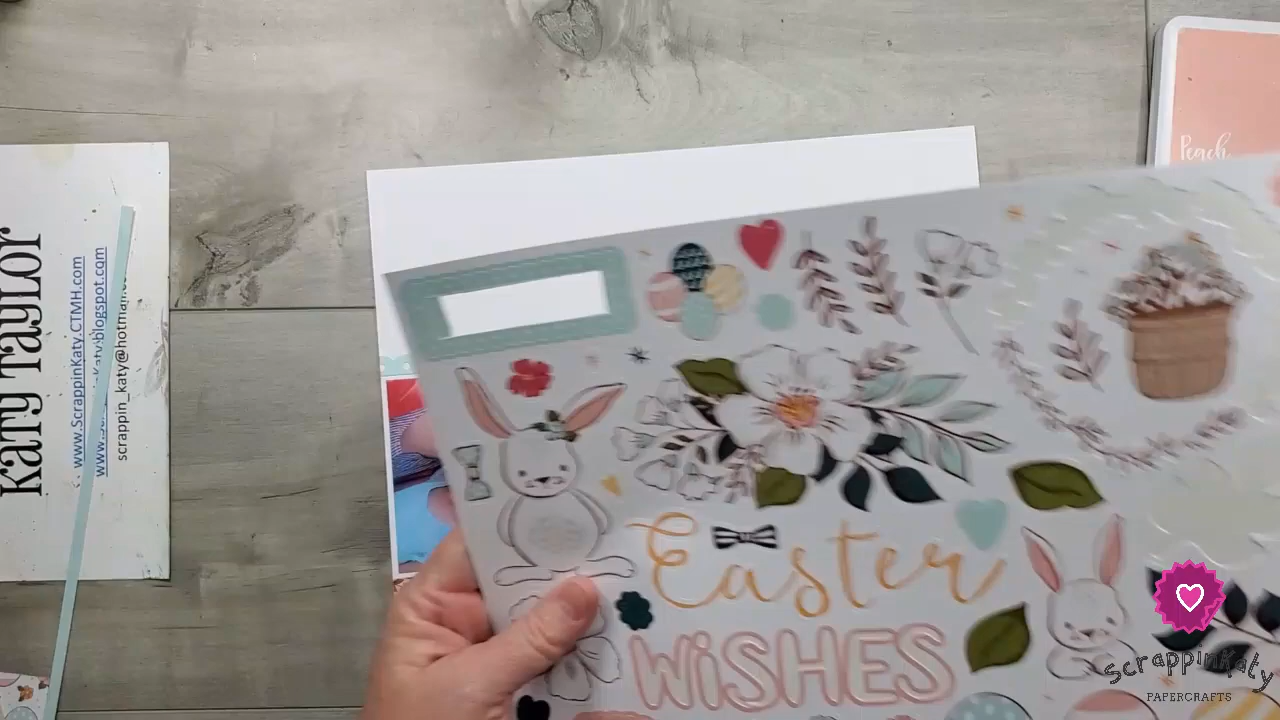 Katy Taylor
www.ScrappinKaty.CTMH.com
scrappin_katy@hotma
Peach
Easter
WiSHES
ScrappinKaty
PAPERCRAFTS